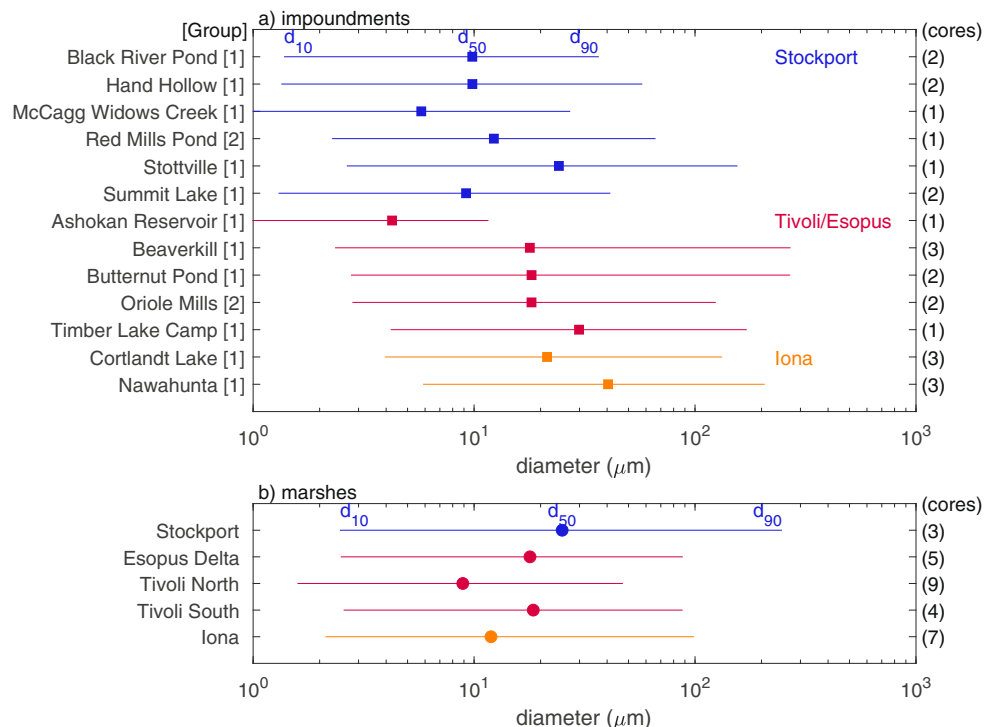 a) impoundments
[Group] (cores)
d10 d50 d90
Black River Pond [1] Stockport (2)
Hand Hollow [1] (2)
McCagg Widows Creek [1] (1)
Red Mills Pond [2] (1)
Stottville [1] (1)
Summit Lake [1] (2)
Ashokan Reservoir [1] Tivoli/Esopus (1)
Beaverkill [1] (3)
Butternut Pond [1] (2)
Oriole Mills [2] (2)
Timber Lake Camp [1] (1)
Cortlandt Lake [1] Iona (3)
Nawahunta [1] (3)
10^0 10^1 10^2 10^3
diameter (μm)
b) marshes (cores)
d10 d50 d90
Stockport (3)
Esopus Delta (5)
Tivoli North (9)
Tivoli South (4)
Iona (7)
10^0 10^1 10^2 10^3
diameter (μm)